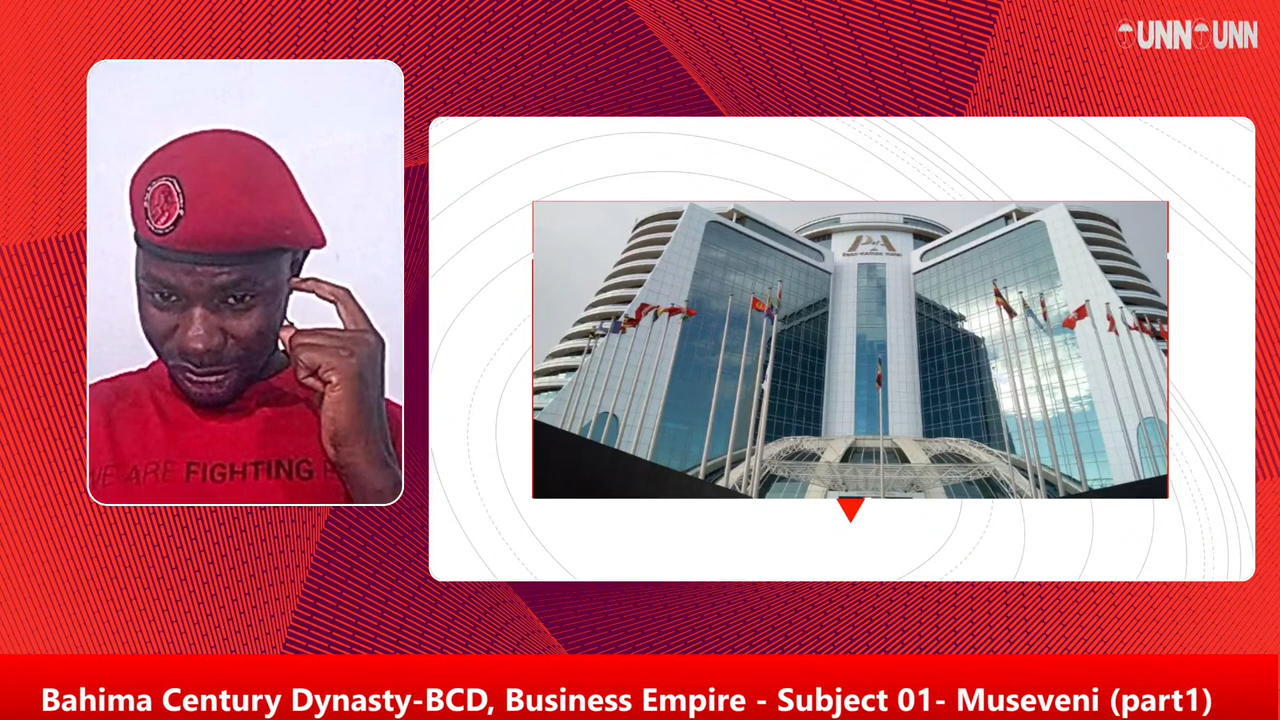 UNN UNN
WE ARE FIGHTING
Bahima Century Dynasty-BCD, Business Empire - Subject 01- Museveni (part1)